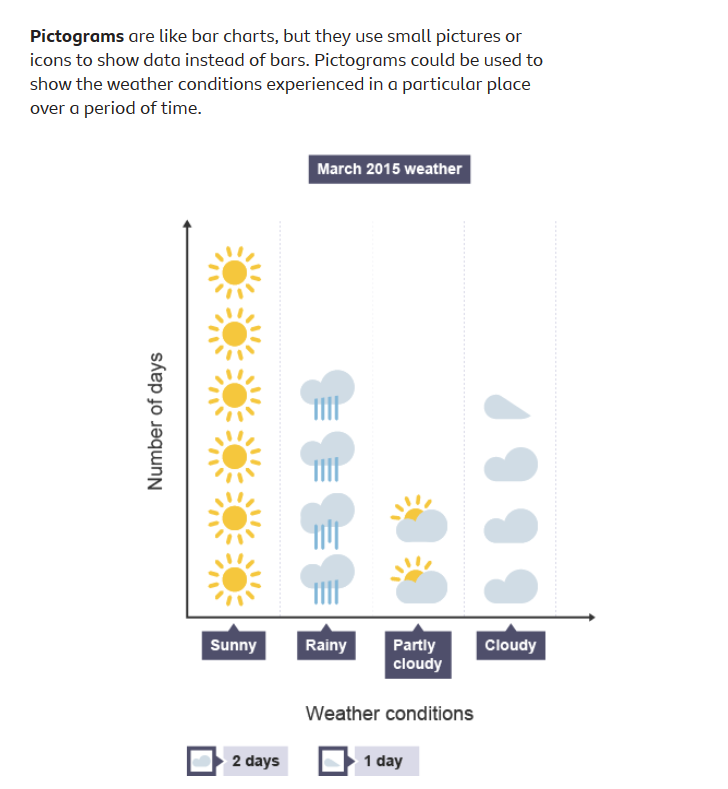 Pictograms are like bar charts, but they use small pictures or
icons to show data instead of bars. Pictograms could be used to
show the weather conditions experienced in a particular place
over a period of time.
March 2015 weather
Number of days
Sunny
Rainy
Partly
cloudy
Cloudy
Weather conditions
2 days
1 day